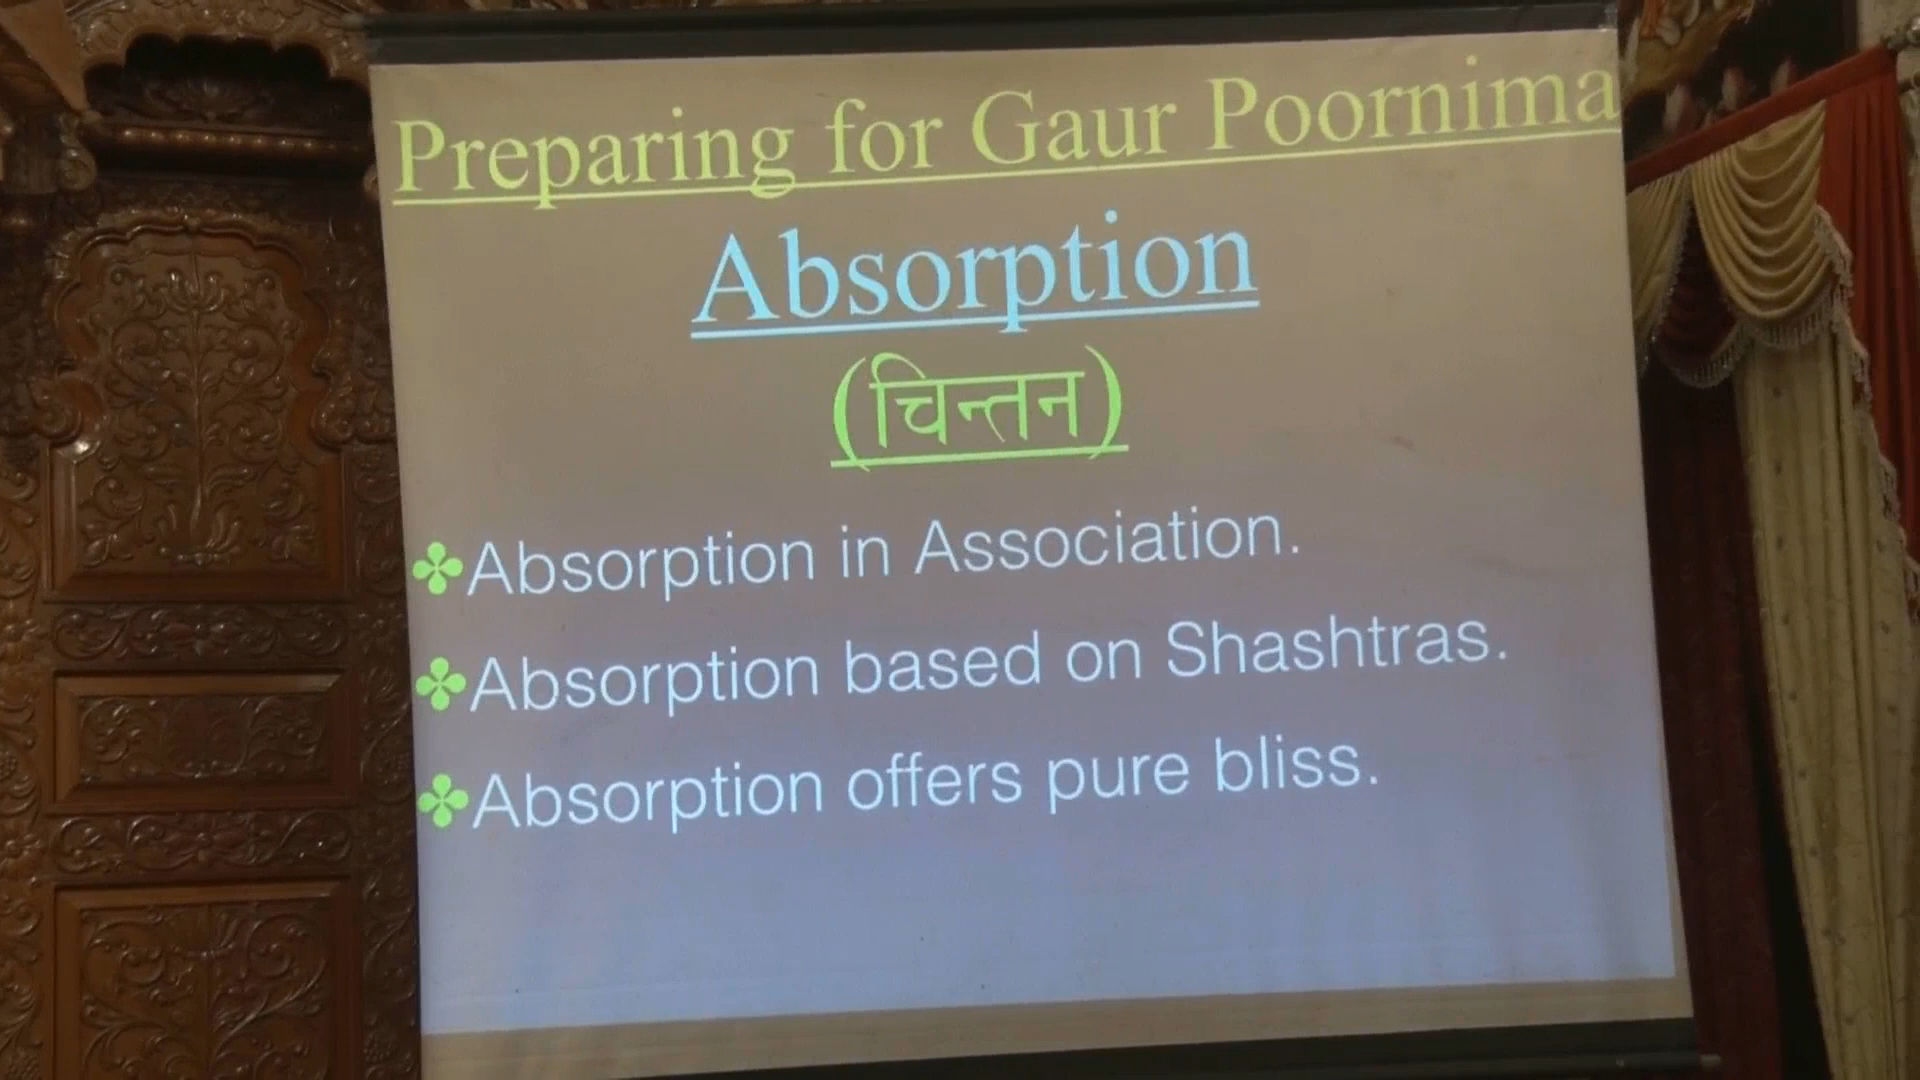 Preparing for Gaur Poornima
Absorption
(चिन्तन)
Absorption in Association.
Absorption based on Shashtras.
Absorption offers pure bliss.